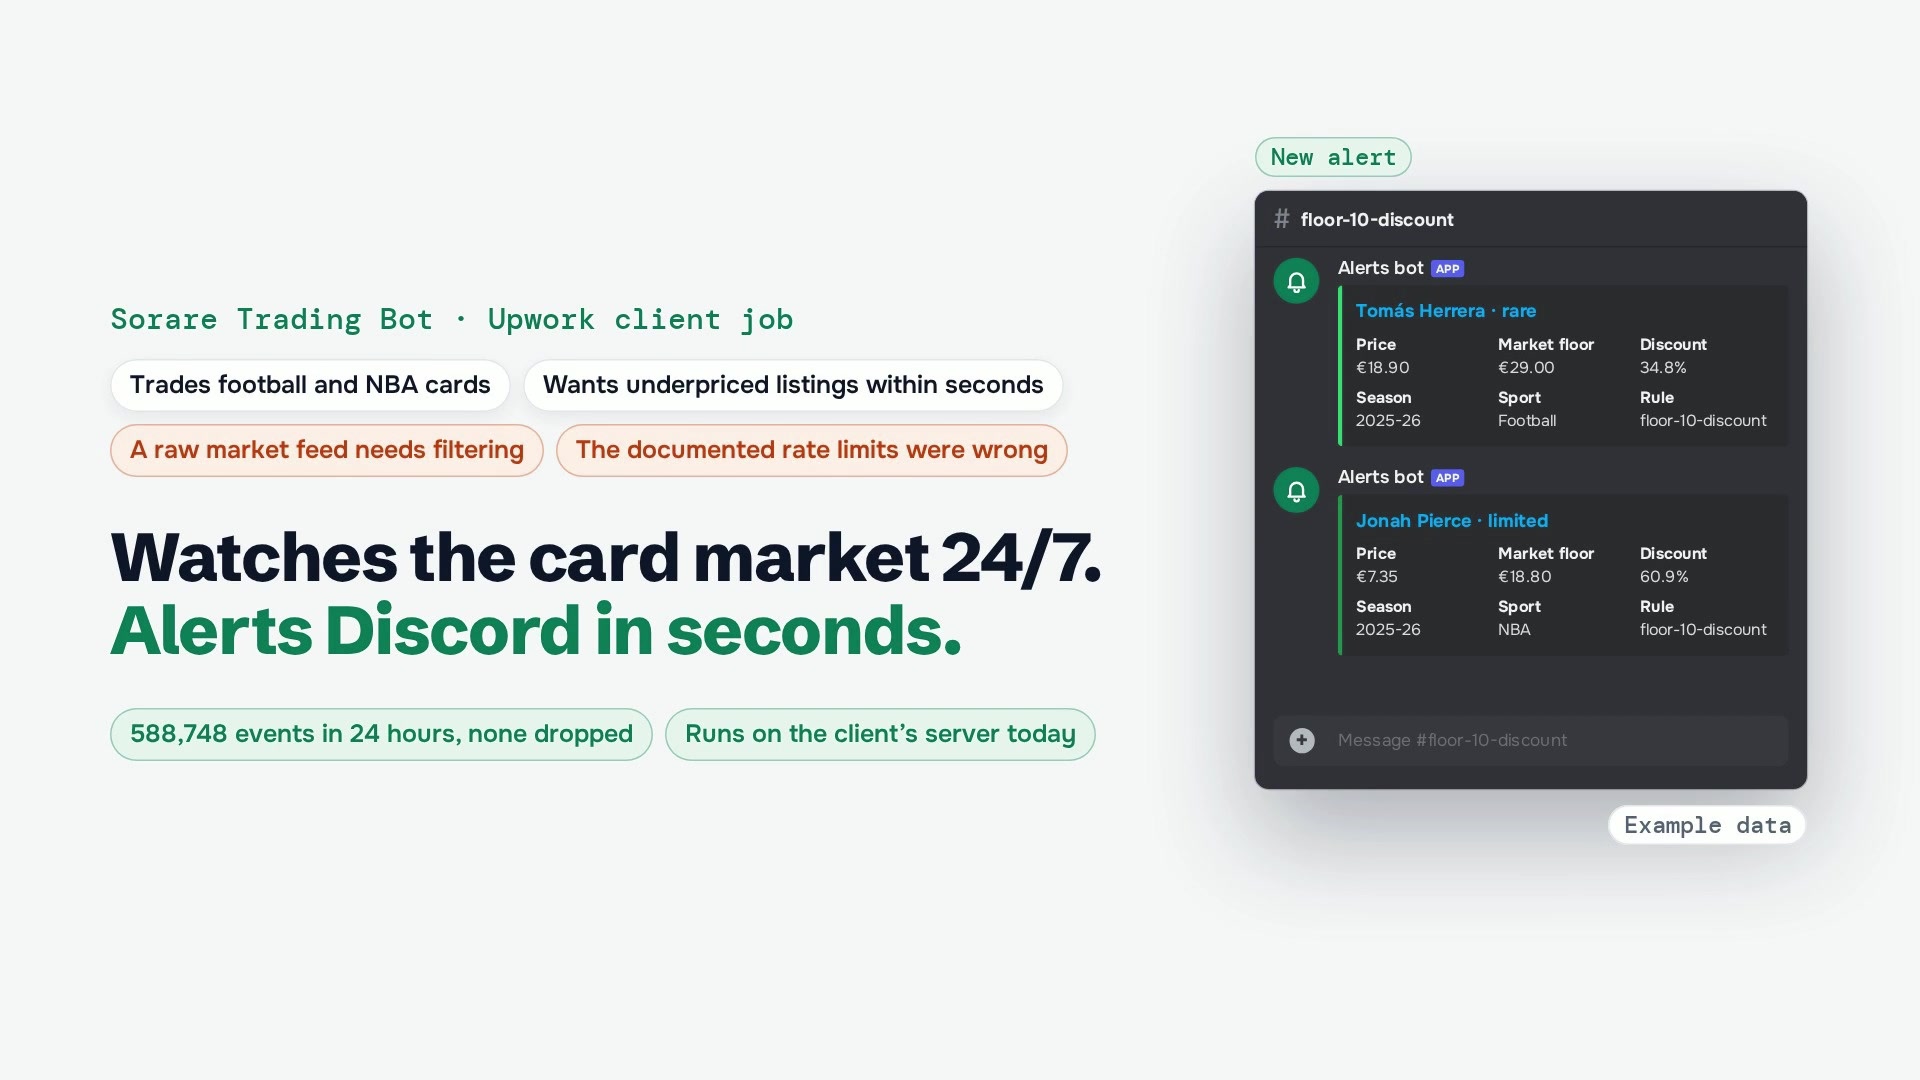 Sorare Trading Bot · Upwork client job
Trades football and NBA cards
Wants underpriced listings within seconds
A raw market feed needs filtering
The documented rate limits were wrong
Watches the card market 24/7.
Alerts Discord in seconds.
588,748 events in 24 hours, none dropped
Runs on the client’s server today
New alert
# floor-10-discount
Alerts bot APP
Tomás Herrera · rare
Price Market floor Discount
€18.90 €29.00 34.8%
Season Sport Rule
2025-26 Football floor-10-discount
Alerts bot APP
Jonah Pierce · limited
Price Market floor Discount
€7.35 €18.80 60.9%
Season Sport Rule
2025-26 NBA floor-10-discount
Message #floor-10-discount
Example data